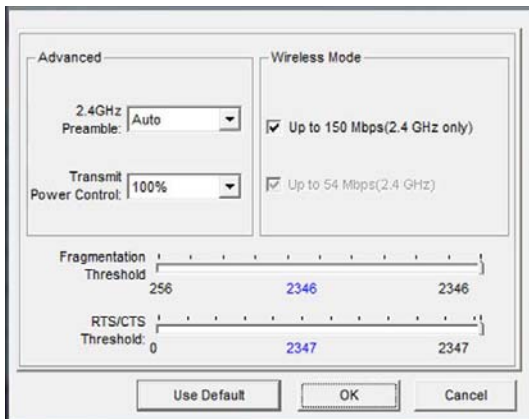 Advanced
2.4GHz
Preamble:
Auto
Transmit
Power Control:
100%
Wireless Mode
Up to 150 Mbps(2.4 GHz only)
Up to 54 Mbps(2.4 GHz)
Fragmentation
Threshold
256 2346 2346
RTS/CTS
Threshold:
0 2347 2347
Use Default OK Cancel